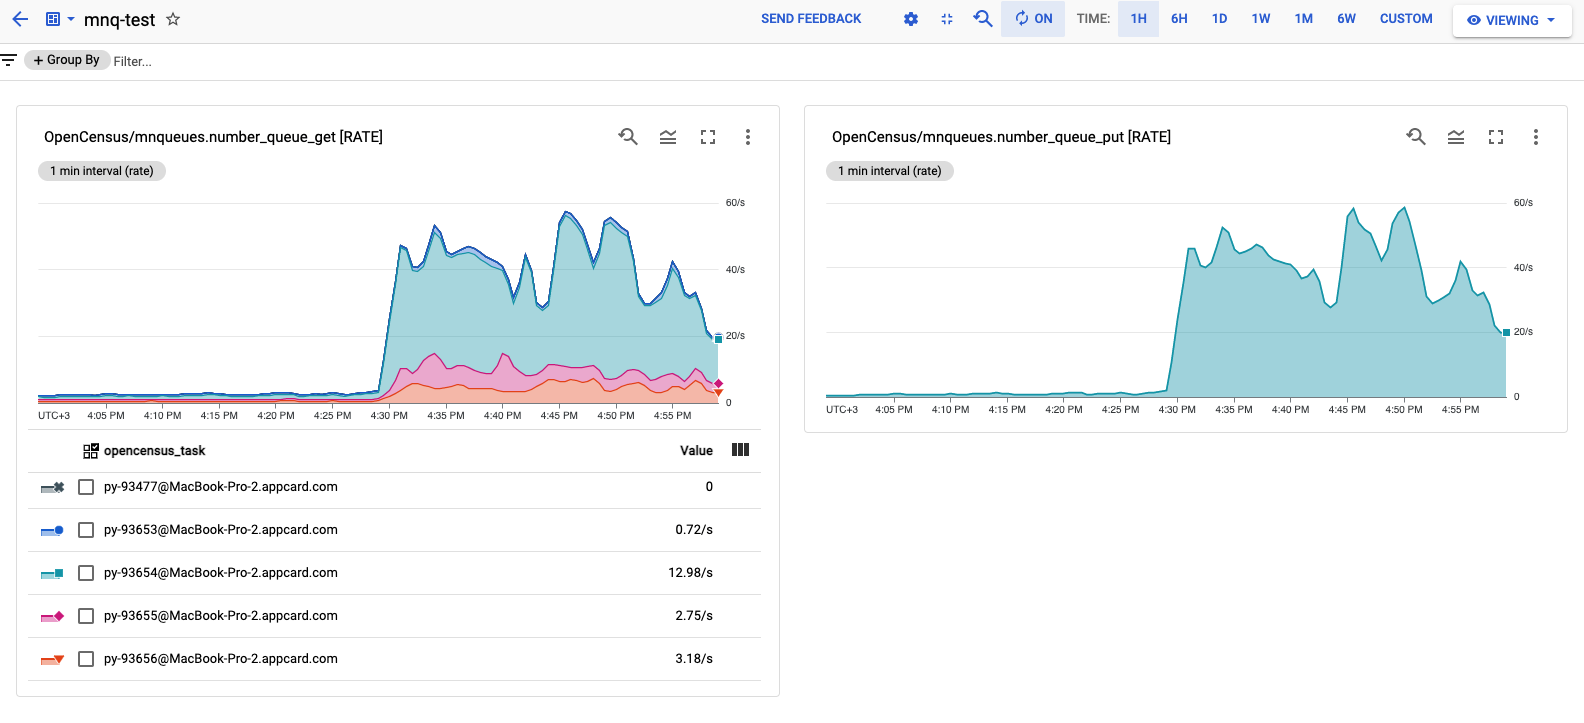 mnq-test
SEND FEEDBACK
ON
TIME:
1H
6H
1D
1W
1M
6W
CUSTOM
VIEWING
+ Group By
Filter...
OpenCensus/mnqueues.number_queue_get [RATE]
1 min interval (rate)
60/s
40/s
20/s
0
UTC+3 4:05 PM 4:10 PM 4:15 PM 4:20 PM 4:25 PM 4:30 PM 4:35 PM 4:40 PM 4:45 PM 4:50 PM 4:55 PM
opencensus_task Value
py-93477@MacBook-Pro-2.appcard.com 0
py-93653@MacBook-Pro-2.appcard.com 0.72/s
py-93654@MacBook-Pro-2.appcard.com 12.98/s
py-93655@MacBook-Pro-2.appcard.com 2.75/s
py-93656@MacBook-Pro-2.appcard.com 3.18/s
OpenCensus/mnqueues.number_queue_put [RATE]
1 min interval (rate)
60/s
40/s
20/s
0
UTC+3 4:05 PM 4:10 PM 4:15 PM 4:20 PM 4:25 PM 4:30 PM 4:35 PM 4:40 PM 4:45 PM 4:50 PM 4:55 PM